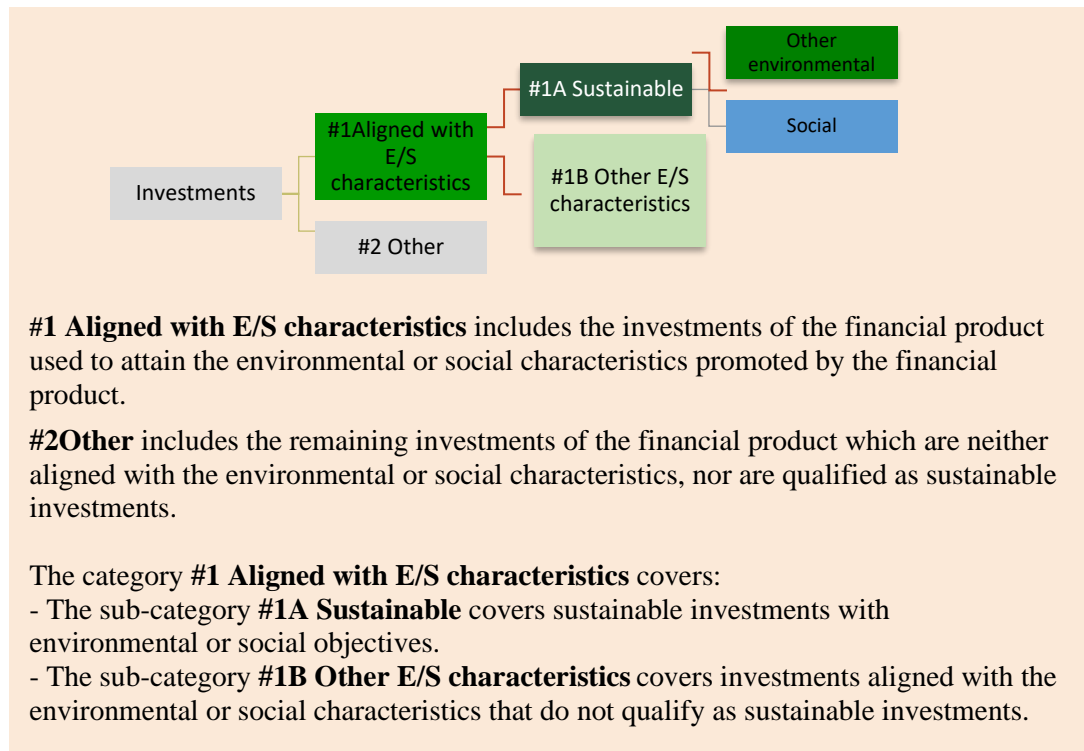 Other
environmental
#1A Sustainable
Social
#1Aligned with
E/S
characteristics
#1B Other E/S
characteristics
Investments
#2 Other
#1 Aligned with E/S characteristics includes the investments of the financial product
used to attain the environmental or social characteristics promoted by the financial
product.
#2Other includes the remaining investments of the financial product which are neither
aligned with the environmental or social characteristics, nor are qualified as sustainable
investments.
The category #1 Aligned with E/S characteristics covers:
- The sub-category #1A Sustainable covers sustainable investments with
environmental or social objectives.
- The sub-category #1B Other E/S characteristics covers investments aligned with the
environmental or social characteristics that do not qualify as sustainable investments.